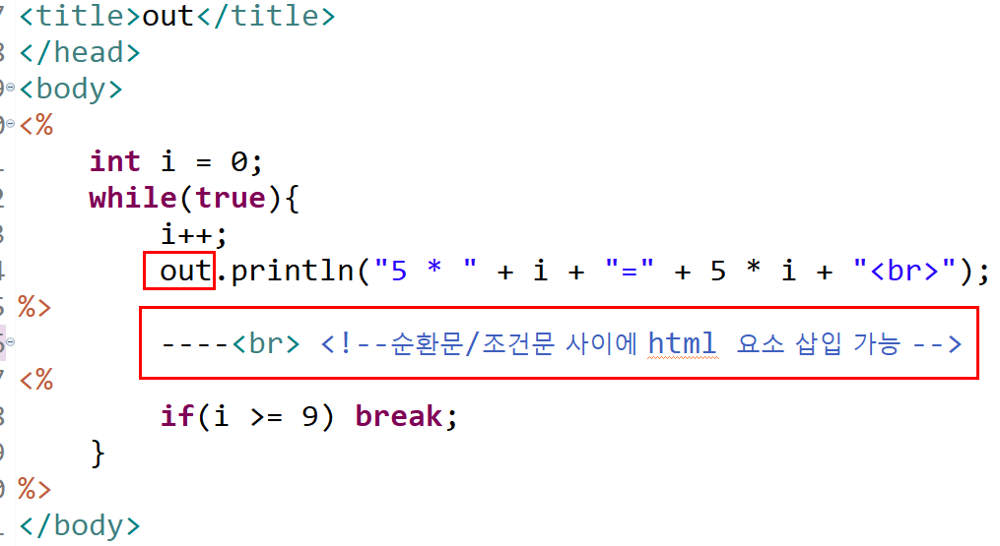 <title>out</title>
</head>
<body>
<%
int i = 0;
while(true){
i++;
out.println("5 * " + i + "=" + 5 * i + "<br>");
%>
----<br> <!--순환문/조건문 사이에 html 요소 삽입 가능 -->
<%
if(i >= 9) break;
}
%>
</body>